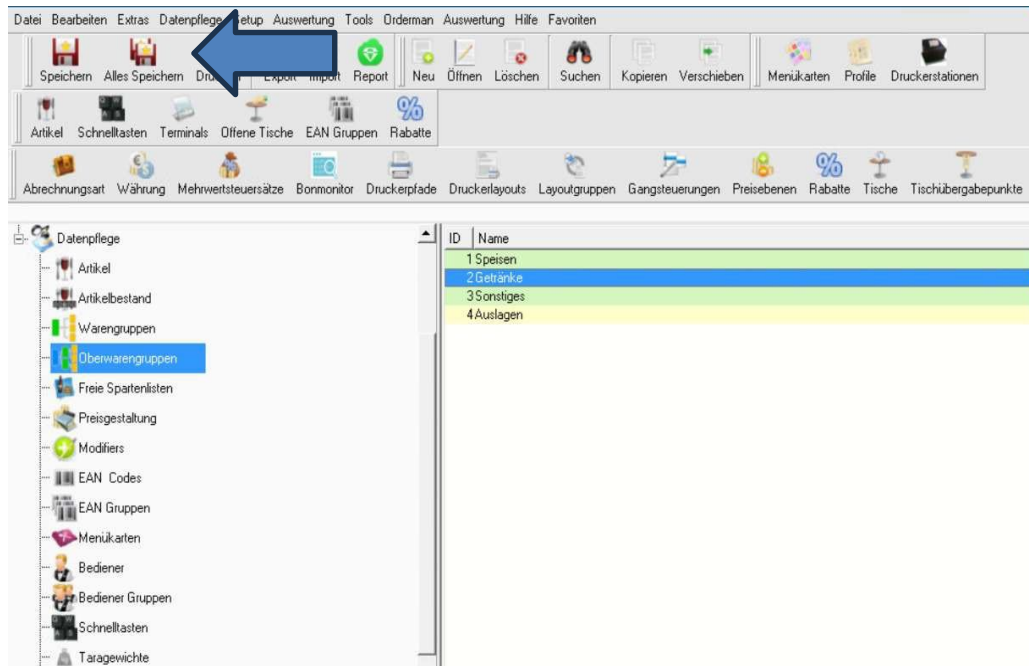 Datei Bearbeiten Extras Datenpflege Setup Auswertung Tools Orderman Auswertung Hilfe Favoriten
Speichern Alles Speichern Import Report Neu Öffnen Löschen Suchen Kopieren Verschieben Menükarten Profile Druckerstationen
Artikel Schnelltasten Terminals Offene Tische EAN Gruppen Rabatte
Abrechnungsart Währung Mehrwertsteuersätze Bonmonitor Druckerpfade Druckerlayouts Layoutgruppen Gangsteuerungen Preisebenen Rabatte Tische Tischübergabepunkte
Datenpflege
Artikel
Artikelbestand
Warengruppen
Oberwarengruppen
Freie Spartenlisten
Preisgestaltung
Modifiers
EAN Codes
EAN Gruppen
Menükarten
Bediener
Bediener Gruppen
Schnelltasten
Taragewichte
ID Name
1 Speisen
2 Getränke
3 Sonstiges
4 Auslagen